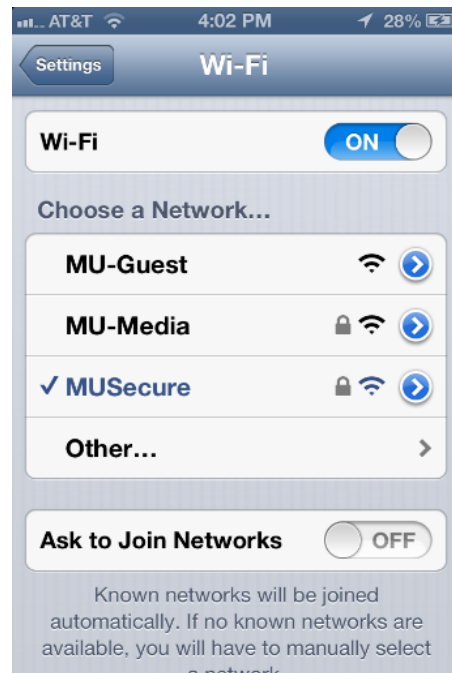 AT&T 4:02 PM 28%
Settings Wi-Fi
Wi-Fi ON
Choose a Network...
MU-Guest
MU-Media
✓ MUSecure
Other...
Ask to Join Networks OFF
Known networks will be joined
automatically. If no known networks are
available, you will have to manually select
a network